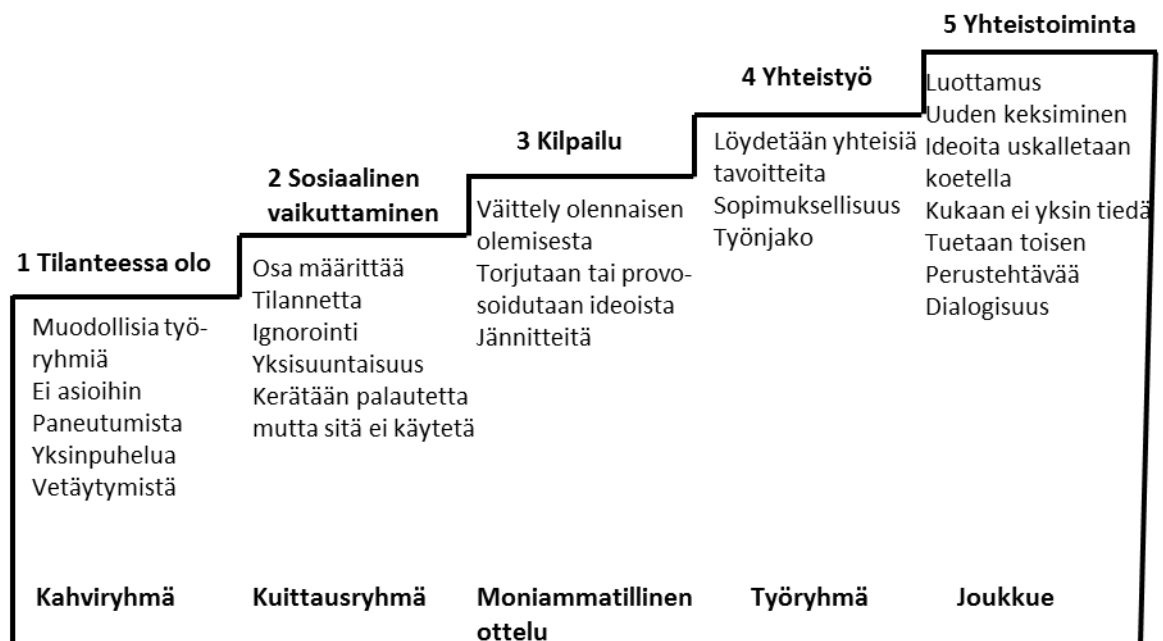 1 Tilanteessa olo
Muodollisia työ-
ryhmiä
Ei asioihin
Paneutumista
Yksinpuhelua
Vetäytymistä
Kahviryhmä
2 Sosiaalinen
vaikuttaminen
Osa määrittää
Tilannetta
Ignorointi
Yksisuuntaisuus
Kerätään palautetta
mutta sitä ei käytetä
Kuittausryhmä
3 Kilpailu
Väittely olennaisen
olemisesta
Torjutaan tai provo-
soidutaan ideoista
Jännitteitä
Moniammatillinen
ottelu
4 Yhteistyö
Löydetään yhteisiä
tavoitteita
Sopimuksellisuus
Työnjako
Työryhmä
5 Yhteistoiminta
Luottamus
Uuden keksiminen
Ideoita uskalletaan
koetella
Kukaan ei yksin tiedä
Tuetaan toisen
Perustehtävää
Dialogisuus
Joukkue